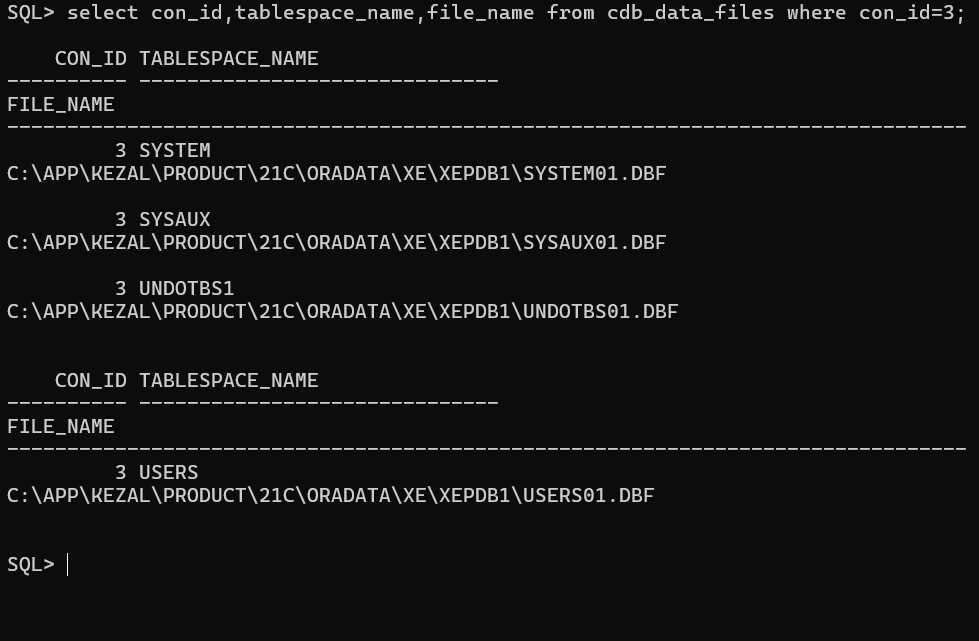 SQL> select con_id,tablespace_name,file_name from cdb_data_files where con_id=3;
    CON_ID TABLESPACE_NAME
---------- ------------------------------
FILE_NAME
--------------------------------------------------------------------------------
         3 SYSTEM
C:\APP\KEZAL\PRODUCT\21C\ORADATA\XE\XEPDB1\SYSTEM01.DBF
         3 SYSAUX
C:\APP\KEZAL\PRODUCT\21C\ORADATA\XE\XEPDB1\SYSAUX01.DBF
         3 UNDOTBS1
C:\APP\KEZAL\PRODUCT\21C\ORADATA\XE\XEPDB1\UNDOTBS01.DBF
    CON_ID TABLESPACE_NAME
---------- ------------------------------
FILE_NAME
--------------------------------------------------------------------------------
         3 USERS
C:\APP\KEZAL\PRODUCT\21C\ORADATA\XE\XEPDB1\USERS01.DBF
SQL>